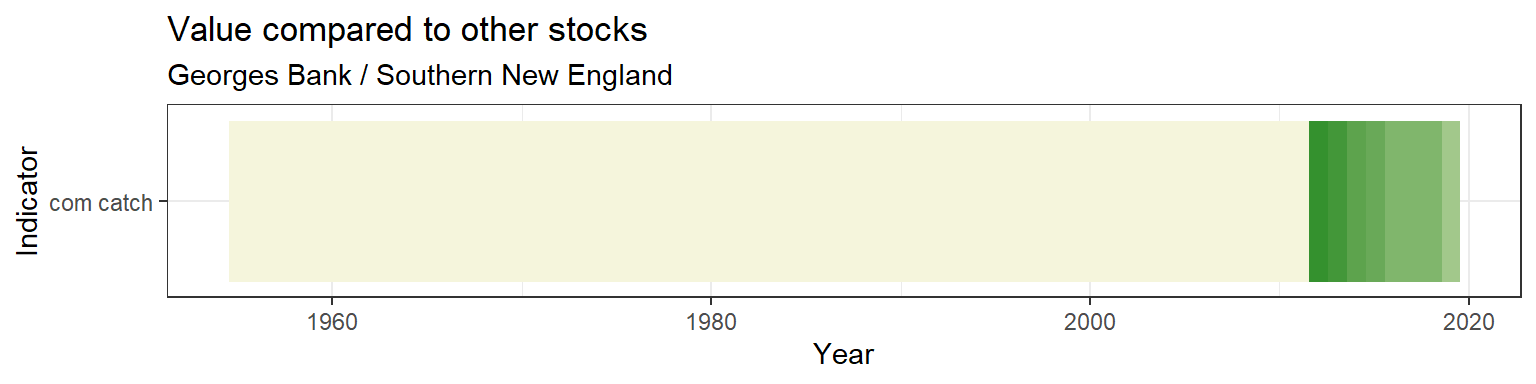 Value compared to other stocks
Georges Bank / Southern New England
Indicator
com catch
1960 1980 2000 2020
Year